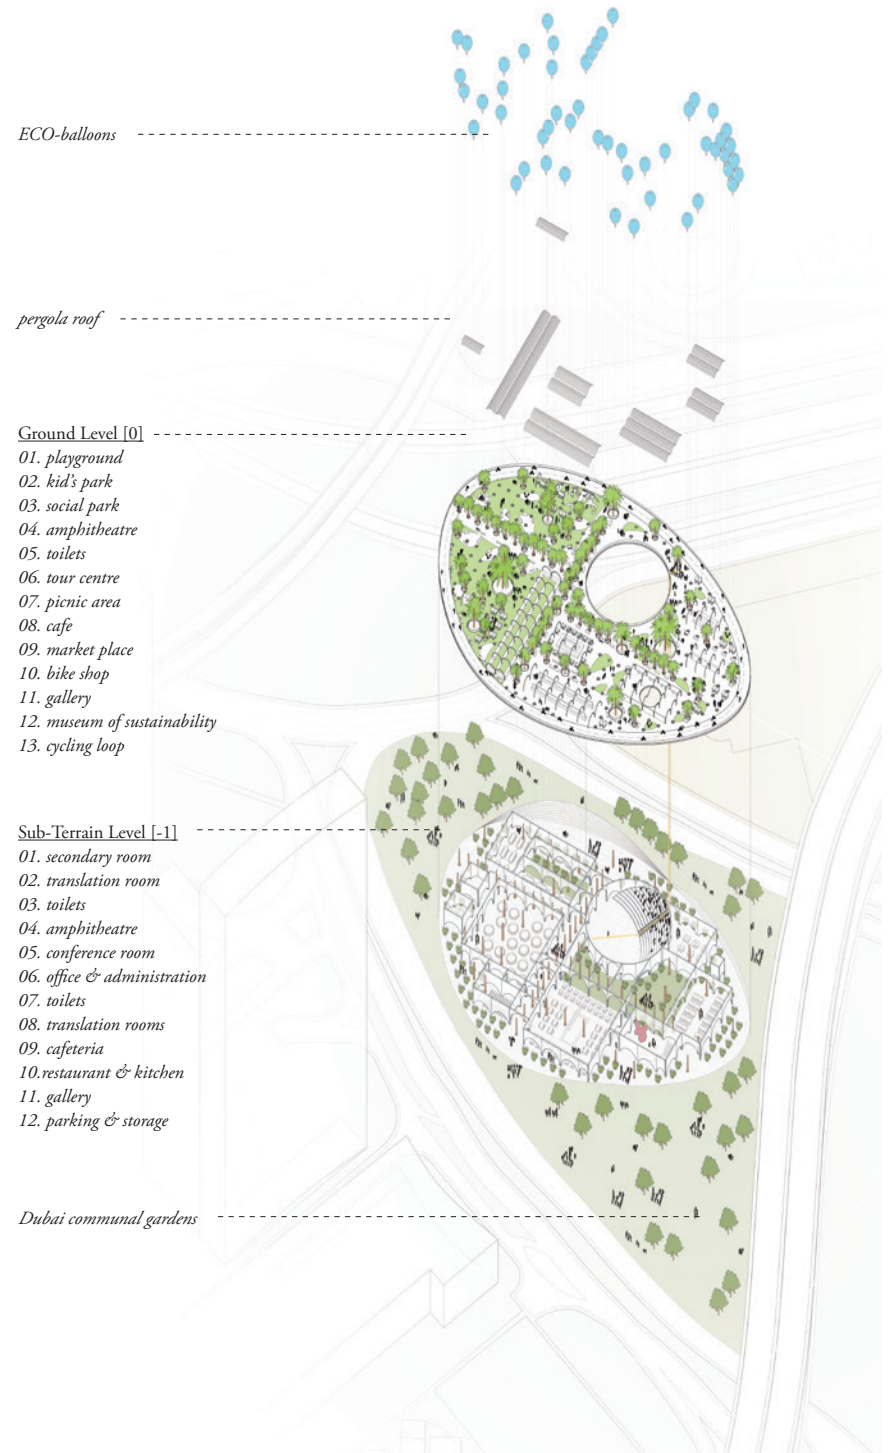 ECO-balloons
pergola roof
Ground Level [0]
01. playground
02. kid's park
03. social park
04. amphitheatre
05. toilets
06. tour centre
07. picnic area
08. cafe
09. market place
10. bike shop
11. gallery
12. museum of sustainability
13. cycling loop
Sub-Terrain Level [-1]
01. secondary room
02. translation room
03. toilets
04. amphitheatre
05. conference room
06. office & administration
07. toilets
08. translation rooms
09. cafeteria
10.restaurant & kitchen
11. gallery
12. parking & storage
Dubai communal gardens